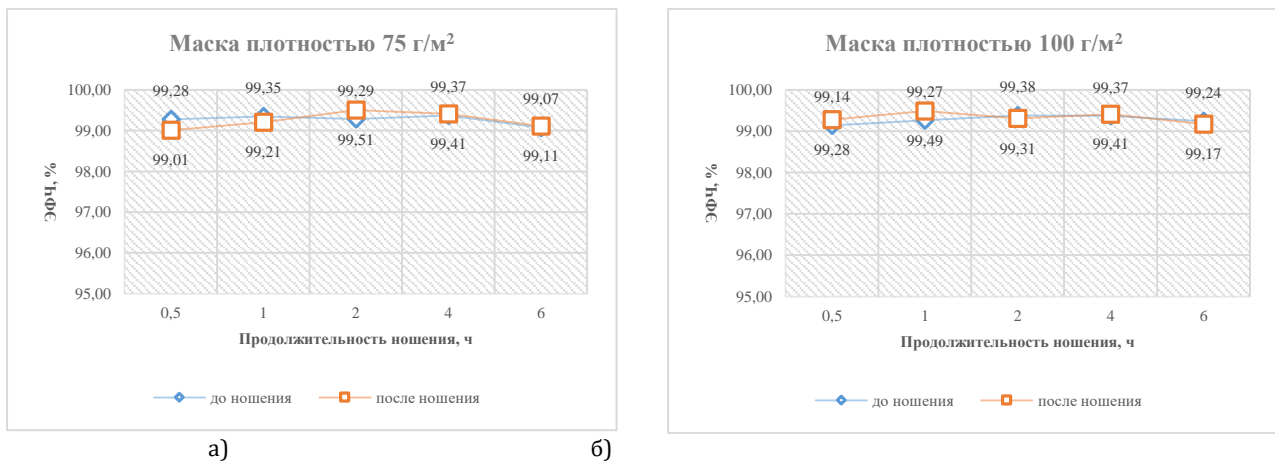 Маска плотностью 75 г/м²
ЭФЧ, %
100,00
99,00
98,00
97,00
96,00
95,00
99,28 99,35 99,29 99,37 99,07
99,01 99,21 99,51 99,41 99,11
0,5 1 2 4 6
Продолжительность ношения, ч
до ношения после ношения
а)
Маска плотностью 100 г/м²
ЭФЧ, %
100,00
99,00
98,00
97,00
96,00
95,00
99,14 99,27 99,38 99,37 99,24
99,28 99,49 99,31 99,41 99,17
0,5 1 2 4 6
Продолжительность ношения, ч
до ношения после ношения
б)